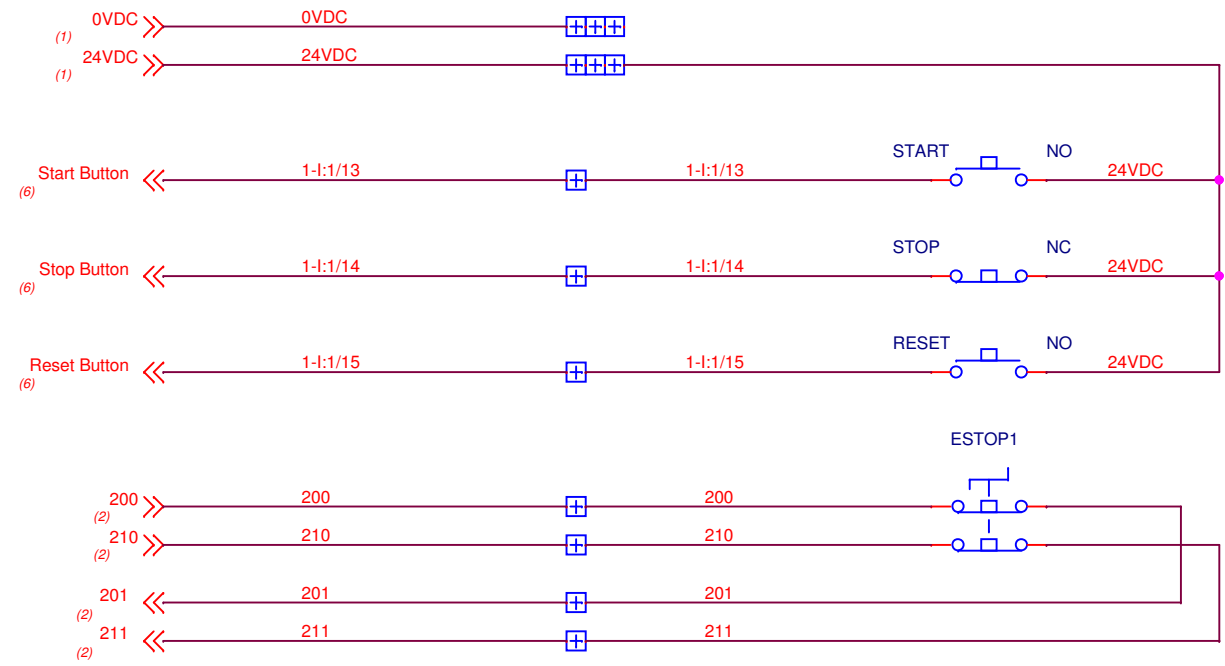 0VDC 0VDC
(1)
24VDC 24VDC
(1)
START NO
Start Button 1-I:1/13 1-I:1/13 24VDC
(6)
STOP NC
Stop Button 1-I:1/14 1-I:1/14 24VDC
(6)
RESET NO
Reset Button 1-I:1/15 1-I:1/15 24VDC
(6)
ESTOP1
200 200 200
(2)
210 210 210
(2)
201 201 201
(2)
211 211 211
(2)